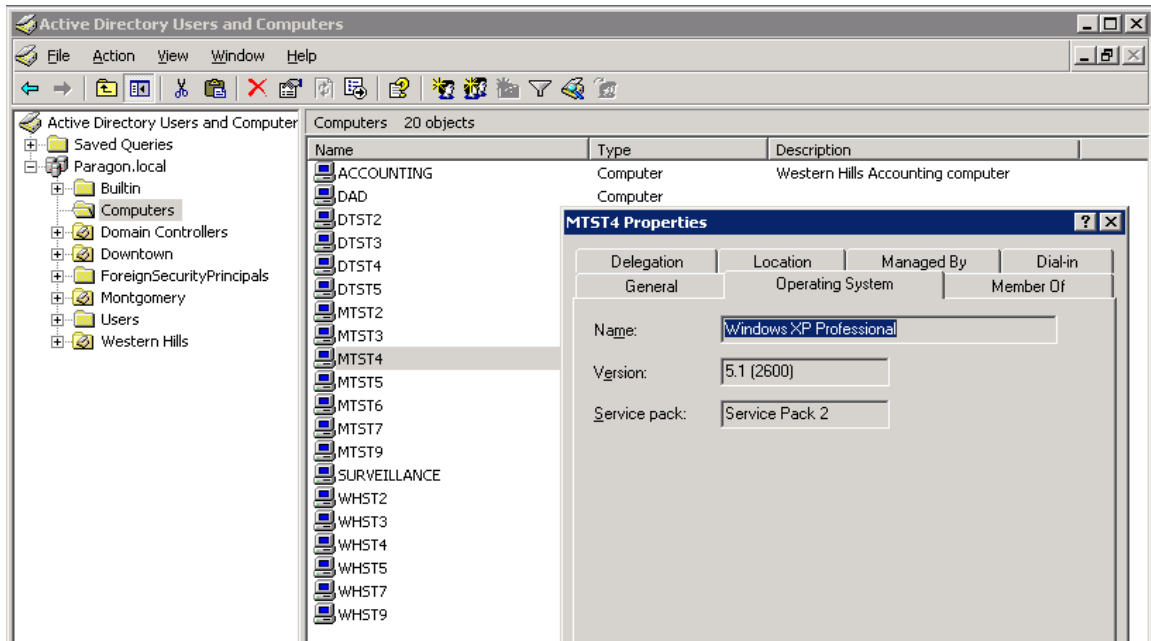 Active Directory Users and Computers
File Action View Window Help
Active Directory Users and Computer
Saved Queries
Paragon.local
Builtin
Computers
Domain Controllers
Downtown
ForeignSecurityPrincipals
Montgomery
Users
Western Hills
Computers 20 objects
Name Type Description
ACCOUNTING Computer Western Hills Accounting computer
DAD Computer
DTST2
DTST3
DTST4
DTST5
MTST2
MTST3
MTST4
MTST5
MTST6
MTST7
MTST9
SURVEILLANCE
WHST2
WHST3
WHST4
WHST5
WHST7
WHST9
MTST4 Properties
Delegation Location Managed By Dial-in
General Operating System Member Of
Name: Windows XP Professional
Version: 5.1 (2600)
Service pack: Service Pack 2